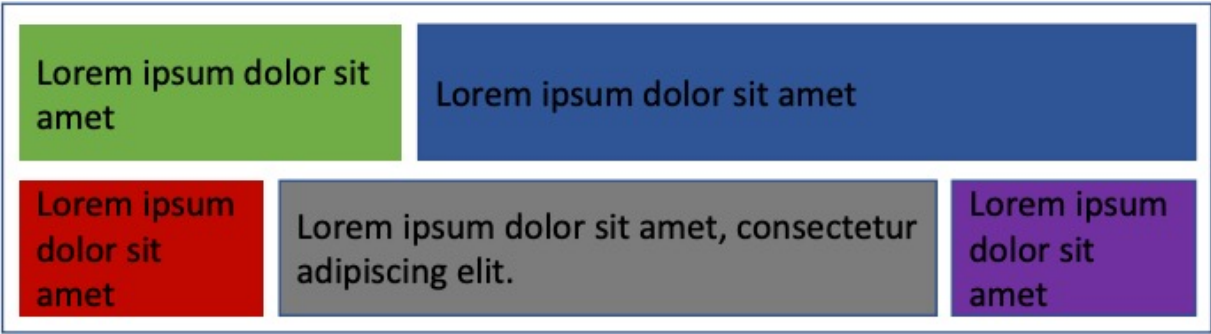 Lorem ipsum dolor sit
amet
Lorem ipsum dolor sit amet
Lorem ipsum
dolor sit
amet
Lorem ipsum dolor sit amet, consectetur
adipiscing elit.
Lorem ipsum
dolor sit
amet